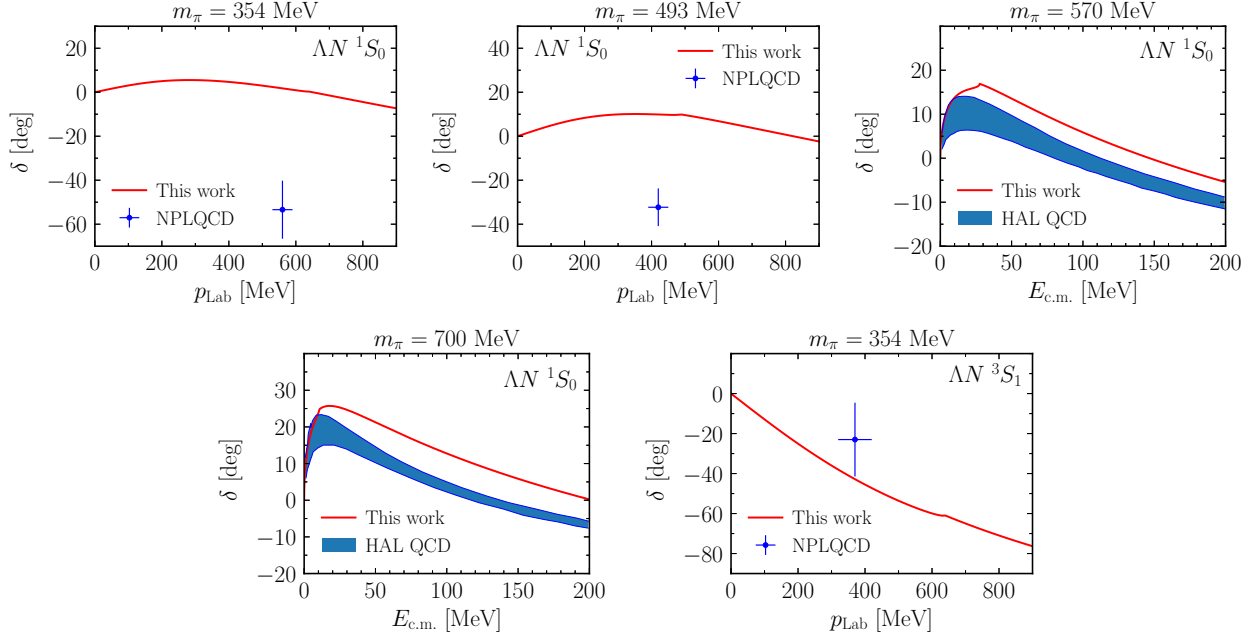 m_π = 354 MeV
ΛN ¹S₀
20
0
−20
−40
−60
δ [deg]
This work
NPLQCD
0 200 400 600 800
p_Lab [MeV]
m_π = 493 MeV
ΛN ¹S₀
This work
NPLQCD
40
20
0
−20
−40
δ [deg]
0 200 400 600 800
p_Lab [MeV]
m_π = 570 MeV
ΛN ¹S₀
20
10
0
−10
−20
δ [deg]
This work
HAL QCD
0 50 100 150 200
E_c.m. [MeV]
m_π = 700 MeV
ΛN ¹S₀
30
20
10
0
−10
−20
δ [deg]
This work
HAL QCD
0 50 100 150 200
E_c.m. [MeV]
m_π = 354 MeV
ΛN ³S₁
0
−20
−40
−60
−80
δ [deg]
This work
NPLQCD
0 200 400 600 800
p_Lab [MeV]